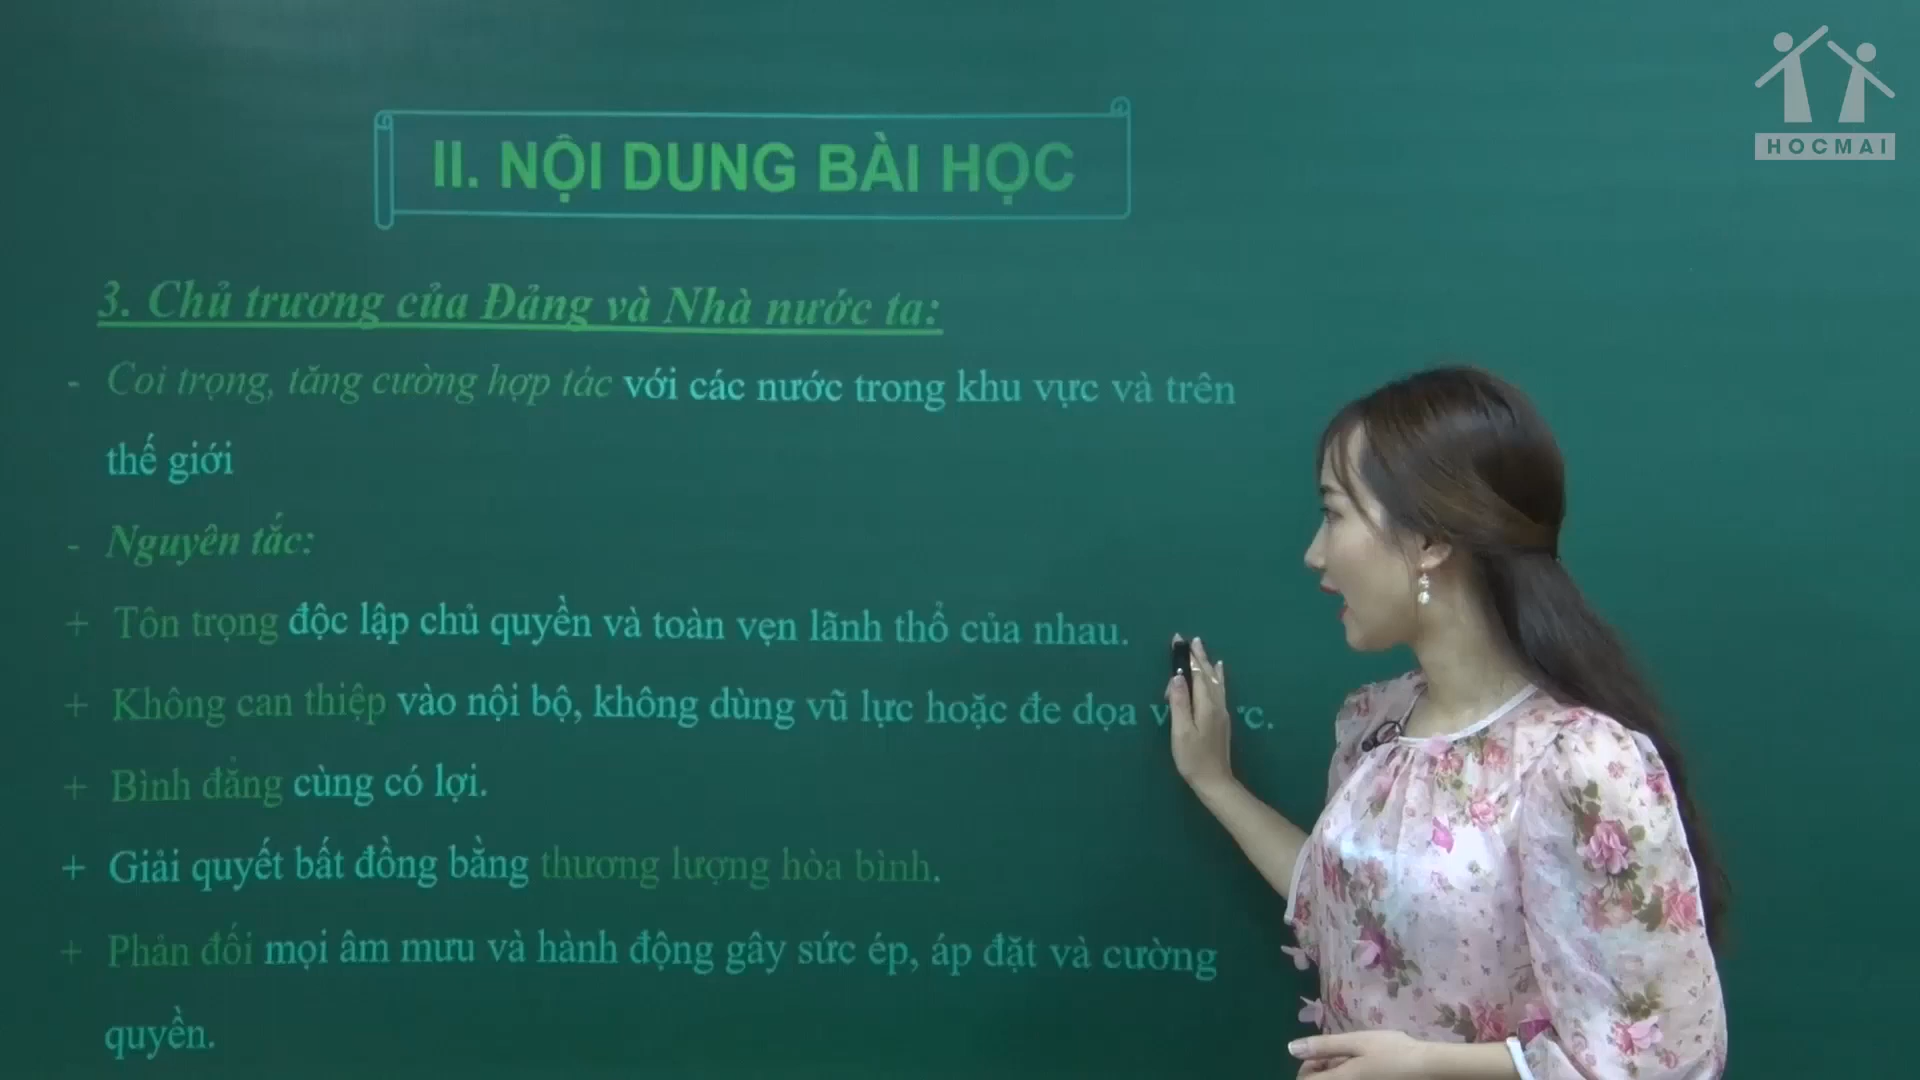 HOCMAI
II. NỘI DUNG BÀI HỌC
3. Chủ trương của Đảng và Nhà nước ta:
- Coi trọng, tăng cường hợp tác với các nước trong khu vực và trên
thế giới
- Nguyên tắc:
+ Tôn trọng độc lập chủ quyền và toàn vẹn lãnh thổ của nhau.
+ Không can thiệp vào nội bộ, không dùng vũ lực hoặc đe dọa
+ Bình đẳng cùng có lợi.
+ Giải quyết bất đồng bằng thương lượng hòa bình.
+ Phản đối mọi âm mưu và hành động gây sức ép, áp đặt và cường
quyền.